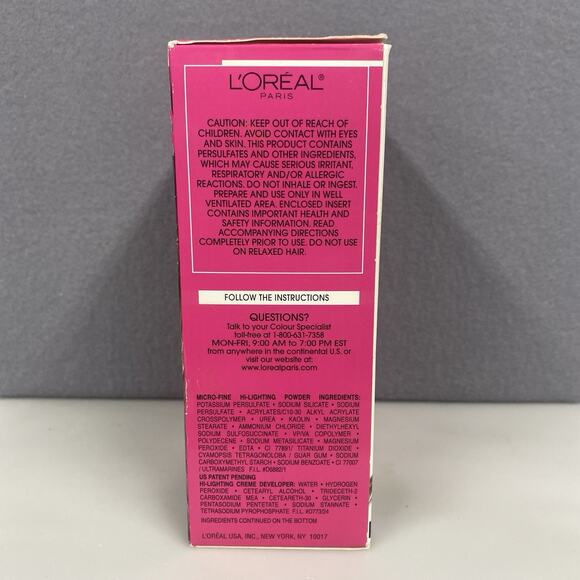 L'ORÉAL®
PARIS
CAUTION: KEEP OUT OF REACH OF
CHILDREN. AVOID CONTACT WITH EYES
AND SKIN. THIS PRODUCT CONTAINS
PERSULFATES AND OTHER INGREDIENTS,
WHICH MAY CAUSE SERIOUS IRRITANT,
RESPIRATORY AND/OR ALLERGIC
REACTIONS. DO NOT INHALE OR INGEST.
PREPARE AND USE ONLY IN WELL
VENTILATED AREA. ENCLOSED INSERT
CONTAINS IMPORTANT HEALTH AND
SAFETY INFORMATION. READ
ACCOMPANYING DIRECTIONS
COMPLETELY PRIOR TO USE. DO NOT USE
ON RELAXED HAIR.
FOLLOW THE INSTRUCTIONS
QUESTIONS?
Talk to your Colour Specialist
toll-free at 1-800-631-7358
MON-FRI, 9:00 AM to 7:00 PM EST
from anywhere in the continental U.S. or
visit our website at:
www.lorealparis.com
MICRO-FINE HI-LIGHTING POWDER INGREDIENTS:
POTASSIUM PERSULFATE • SODIUM SILICATE • SODIUM
PERSULFATE • ACRYLATES/C10-30 ALKYL ACRYLATE
CROSSPOLYMER • UREA • KAOLIN • MAGNESIUM
STEARATE • AMMONIUM CHLORIDE • DIETHYLHEXYL
SODIUM SULFOSUCCINATE • VP/VA COPOLYMER •
POLYDECENE • SODIUM METASILICATE • MAGNESIUM
PEROXIDE • EDTA • CI 77891/ TITANIUM DIOXIDE •
CYAMOPSIS TETRAGONOLOBA / GUAR GUM • SODIUM
CARBOXYMETHYL STARCH • SODIUM BENZOATE • CI 77007
/ ULTRAMARINES F.I.L. #D6882/1
US PATENT PENDING
HI-LIGHTING CREME DEVELOPER: WATER • HYDROGEN
PEROXIDE • CETEARYL ALCOHOL • TRIDECETH-2
CARBOXAMIDE MEA • CETEARETH-30 • GLYCERIN •
PENTASODIUM PENTETATE • SODIUM STANNATE •
TETRASODIUM PYROPHOSPHATE F.I.L. #D773/24
INGREDIENTS CONTINUED ON THE BOTTOM
L'ORÉAL USA, INC., NEW YORK, NY 10017